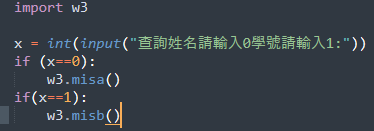 import w3
x = int(input("查詢姓名請輸入0學號請輸入1:"))
if (x==0):
    w3.misa()
if(x==1):
    w3.misb()